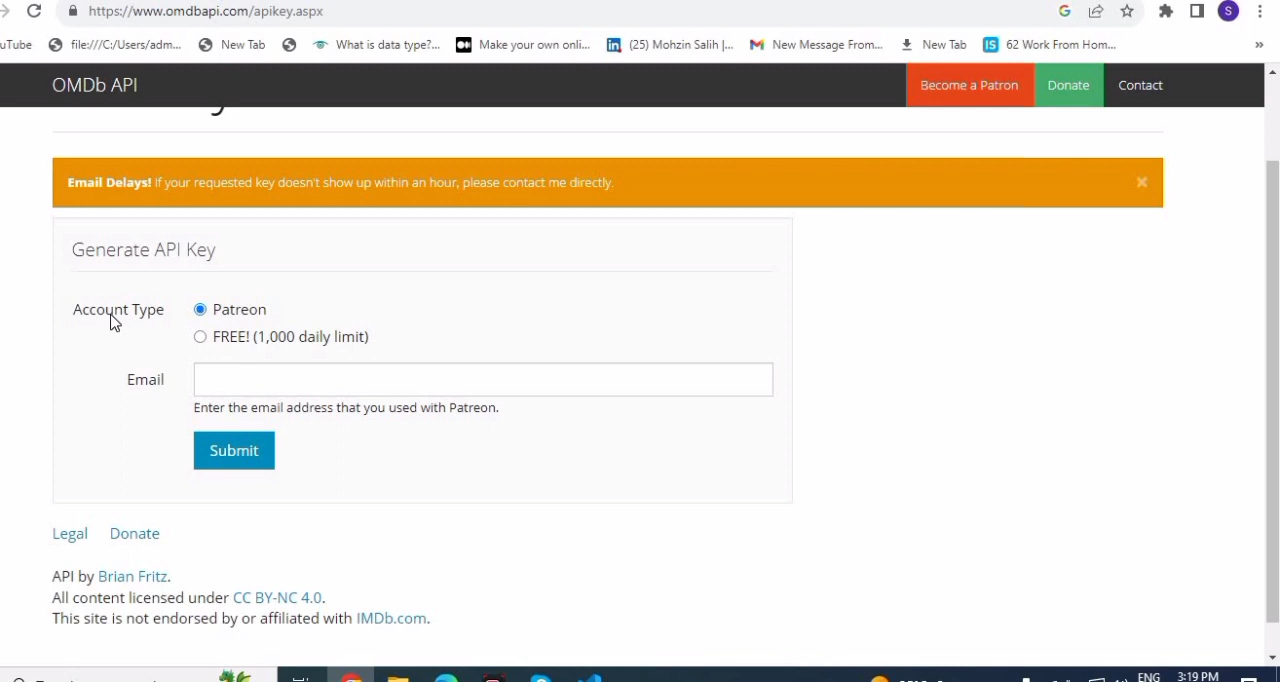 https://www.omdbapi.com/apikey.aspx
S
uTube file:///C:/Users/adm... New Tab What is data type?... Make your own onli... (25) Mohzin Salih |... New Message From... New Tab IS 62 Work From Hom... »
OMDb API Become a Patron Donate Contact
Email Delays! If your requested key doesn't show up within an hour, please contact me directly. ×
Generate API Key
Account Type Patreon
FREE! (1,000 daily limit)
Email
Enter the email address that you used with Patreon.
Submit
Legal Donate
API by Brian Fritz.
All content licensed under CC BY-NC 4.0.
This site is not endorsed by or affiliated with IMDb.com.
ENG 3:19 PM